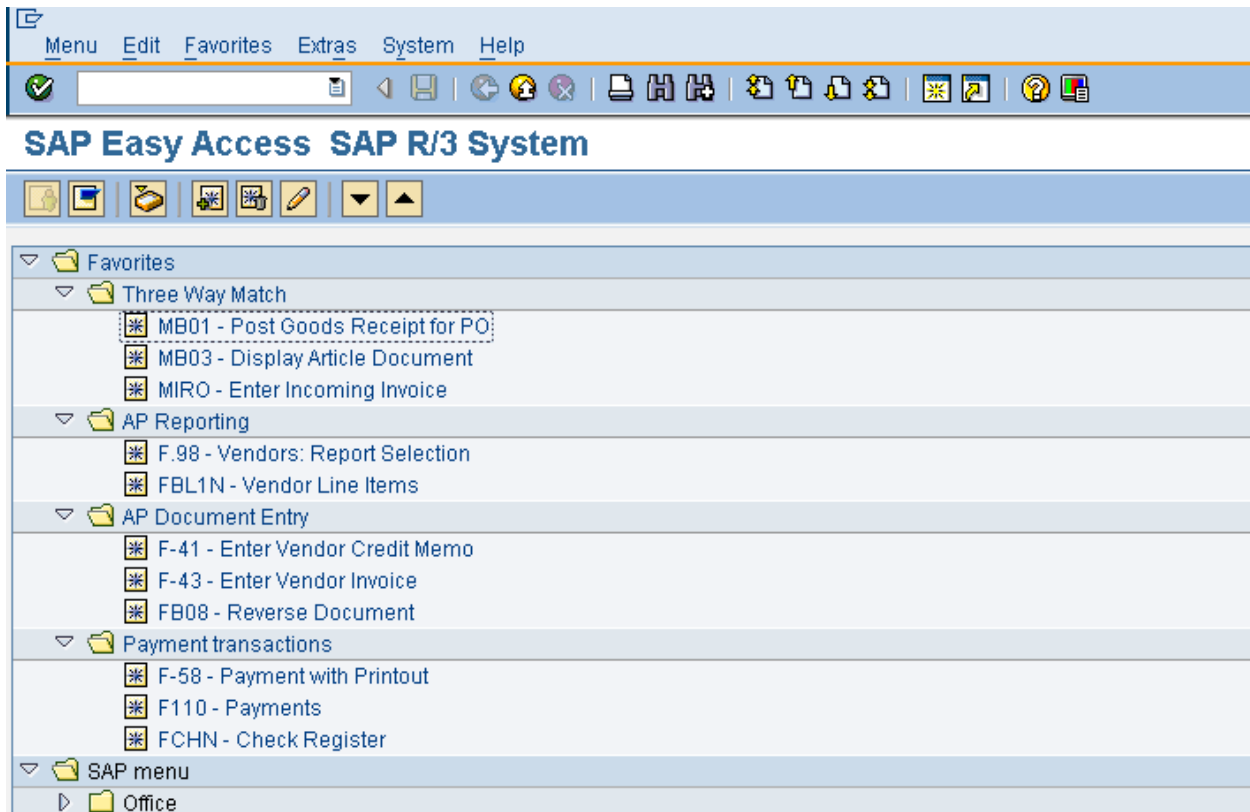 Menu Edit Favorites Extras System Help
SAP Easy Access SAP R/3 System
Favorites
Three Way Match
MB01 - Post Goods Receipt for PO
MB03 - Display Article Document
MIRO - Enter Incoming Invoice
AP Reporting
F.98 - Vendors: Report Selection
FBL1N - Vendor Line Items
AP Document Entry
F-41 - Enter Vendor Credit Memo
F-43 - Enter Vendor Invoice
FB08 - Reverse Document
Payment transactions
F-58 - Payment with Printout
F110 - Payments
FCHN - Check Register
SAP menu
Office